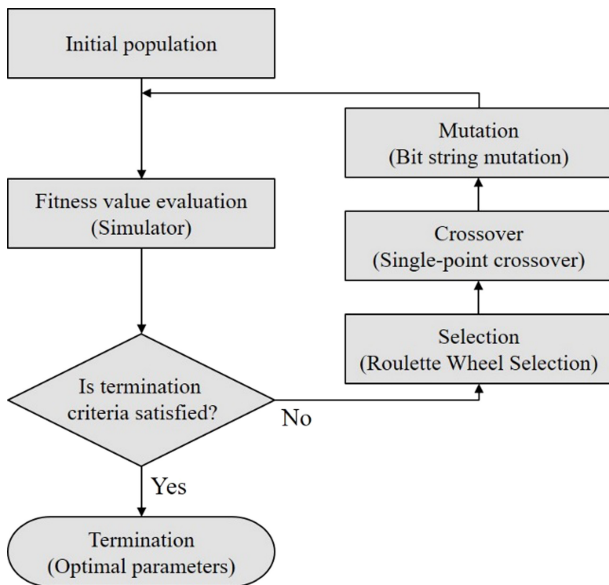 Initial population
Mutation
(Bit string mutation)
Fitness value evaluation
(Simulator)
Crossover
(Single-point crossover)
Selection
(Roulette Wheel Selection)
Is termination
criteria satisfied?
No
Yes
Termination
(Optimal parameters)